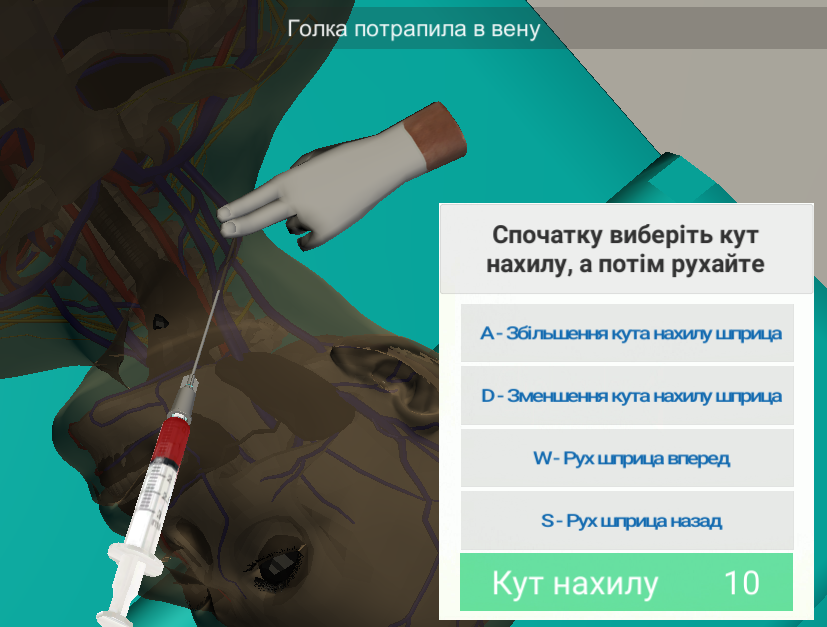 Голка потрапила в вену
Спочатку виберіть кут
нахилу, а потім рухайте
A - Збільшення кута нахилу шприца
D - Зменшення кута нахилу шприца
W - Рух шприца вперед
S - Рух шприца назад
Кут нахилу 10